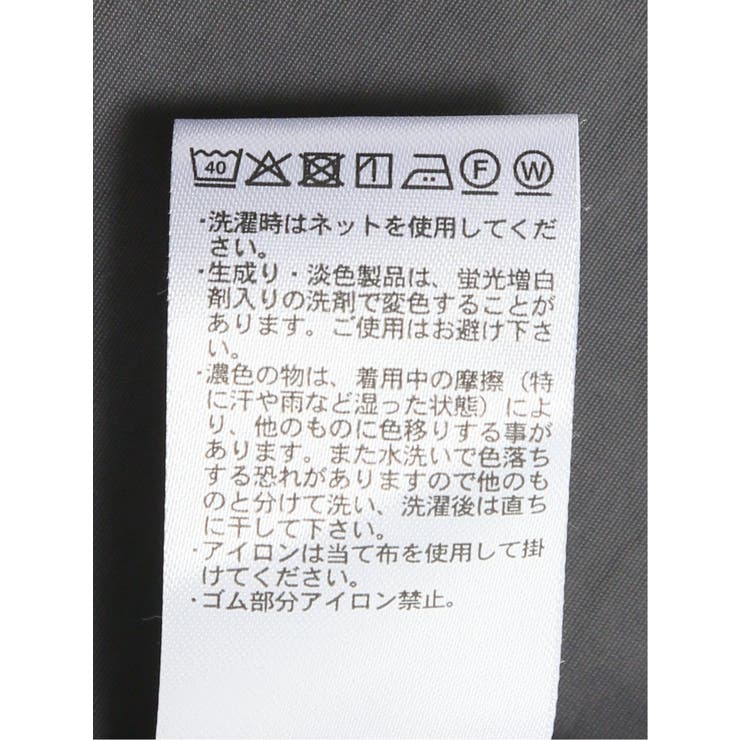 40 F W
・洗濯時はネットを使用してくだ
さい。
・生成り・淡色製品は、蛍光増白
剤入りの洗剤で変色することが
あります。ご使用はお避け下さ
い。
・濃色の物は、着用中の摩擦（特
に汗や雨など湿った状態）によ
り、他のものに色移りする事が
あります。また水洗いで色落ち
する恐れがありますので他のも
のと分けて洗い、洗濯後は直ち
に干して下さい。
・アイロンは当て布を使用して掛
けてください。
・ゴム部分アイロン禁止。